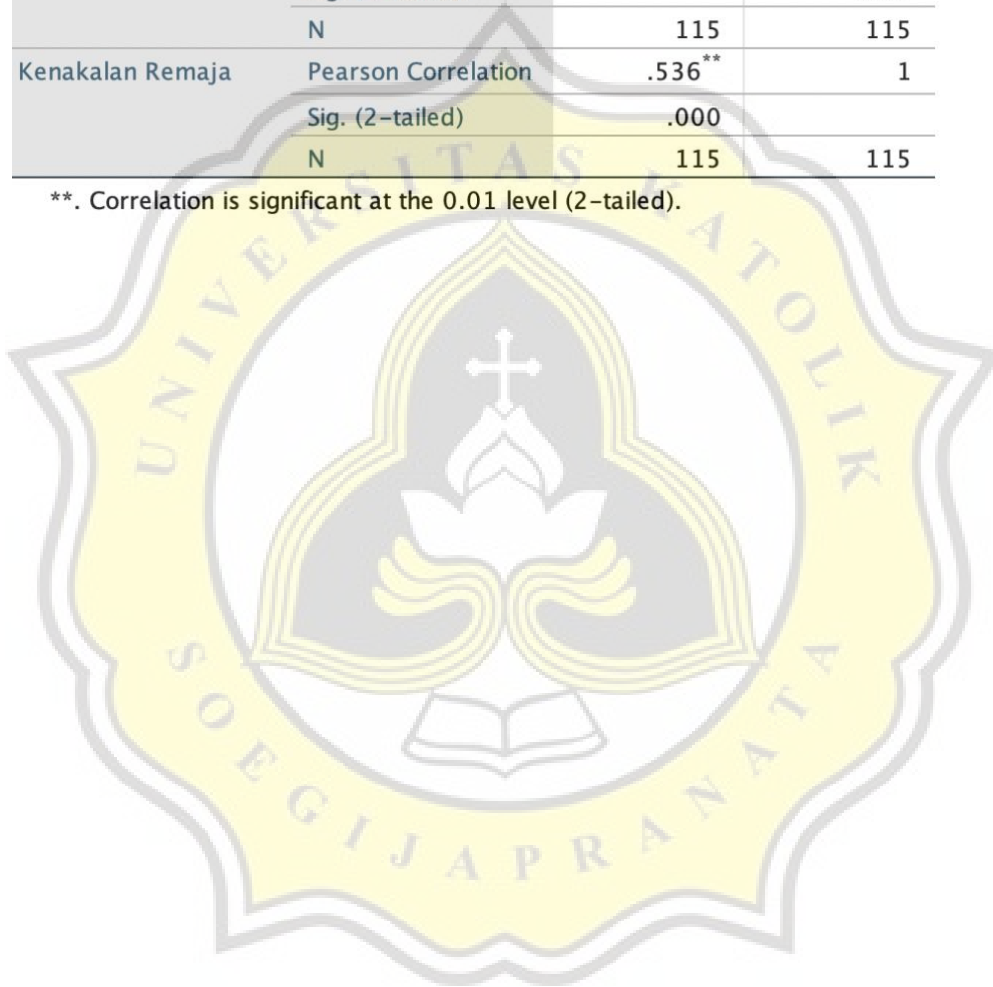 N 115 115
Kenakalan Remaja Pearson Correlation .536** 1
Sig. (2-tailed) .000
N 115 115
**. Correlation is significant at the 0.01 level (2-tailed).
UNIVERSITAS KATOLIK
SOEGIJAPRANATA